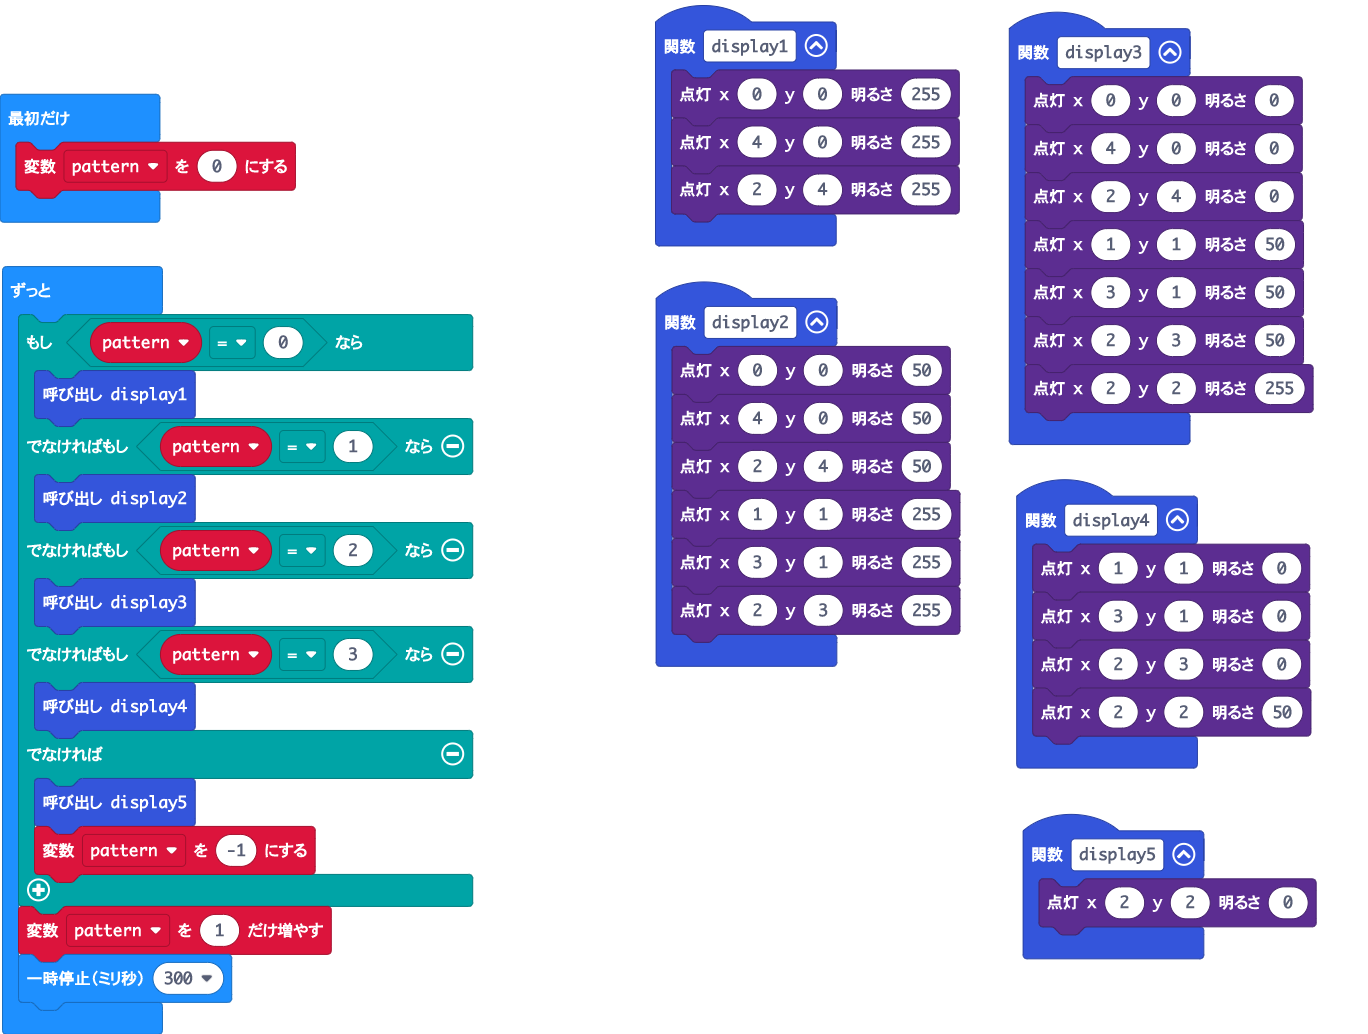 最初だけ
変数 pattern を 0 にする
ずっと
もし pattern = 0 なら
呼び出し display1
でなければもし pattern = 1 なら
呼び出し display2
でなければもし pattern = 2 なら
呼び出し display3
でなければもし pattern = 3 なら
呼び出し display4
でなければ
呼び出し display5
変数 pattern を -1 にする
変数 pattern を 1 だけ増やす
一時停止(ミリ秒) 300
関数 display1
点灯 x 0 y 0 明るさ 255
点灯 x 4 y 0 明るさ 255
点灯 x 2 y 4 明るさ 255
関数 display2
点灯 x 0 y 0 明るさ 50
点灯 x 4 y 0 明るさ 50
点灯 x 2 y 4 明るさ 50
点灯 x 1 y 1 明るさ 255
点灯 x 3 y 1 明るさ 255
点灯 x 2 y 3 明るさ 255
関数 display3
点灯 x 0 y 0 明るさ 0
点灯 x 4 y 0 明るさ 0
点灯 x 2 y 4 明るさ 0
点灯 x 1 y 1 明るさ 50
点灯 x 3 y 1 明るさ 50
点灯 x 2 y 3 明るさ 50
点灯 x 2 y 2 明るさ 255
関数 display4
点灯 x 1 y 1 明るさ 0
点灯 x 3 y 1 明るさ 0
点灯 x 2 y 3 明るさ 0
点灯 x 2 y 2 明るさ 50
関数 display5
点灯 x 2 y 2 明るさ 0